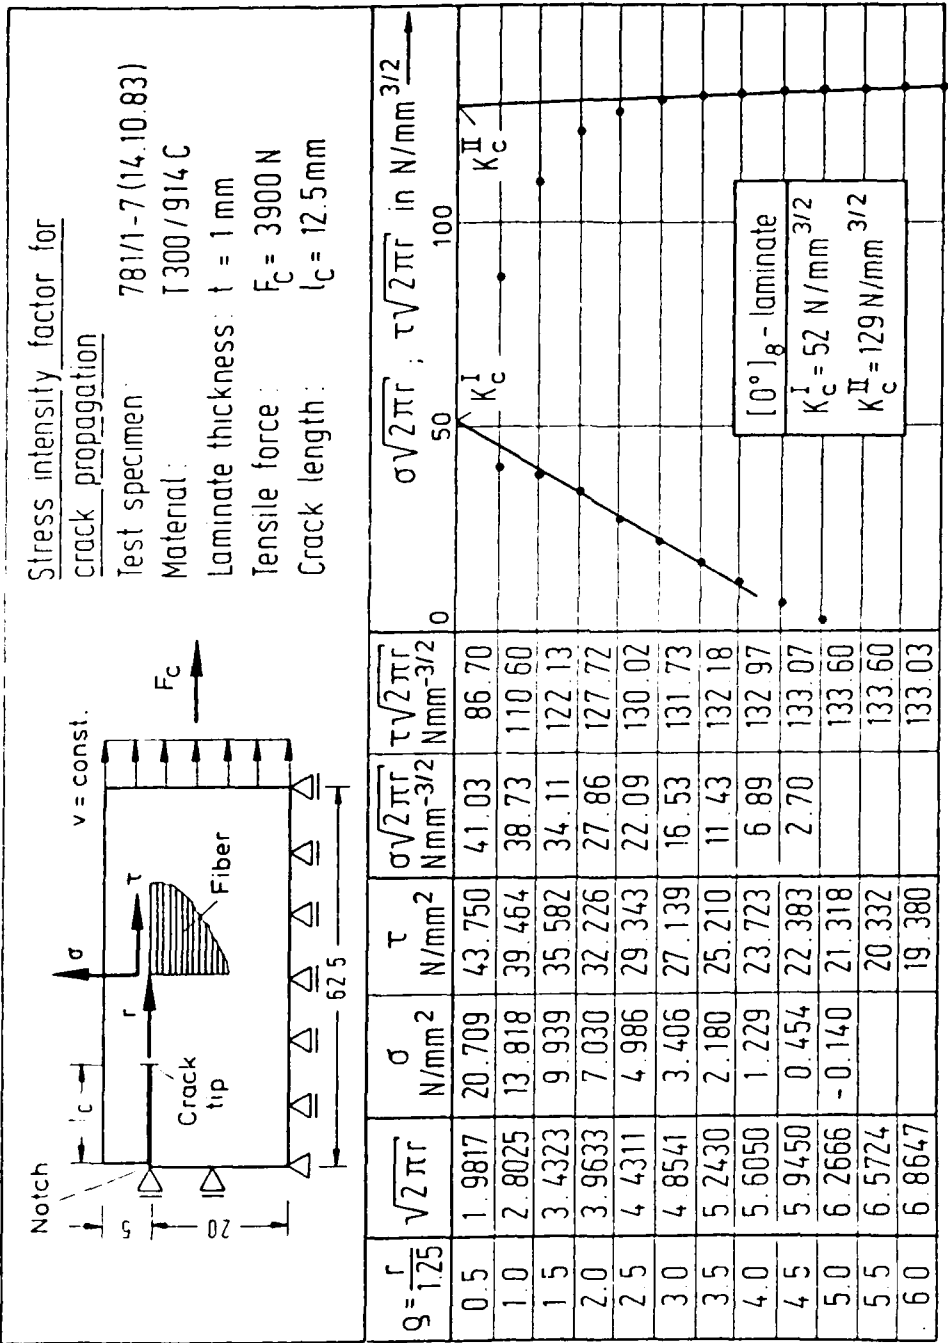 Stress intensity factor for
crack propagation
Test specimen: 781/1-7 (14.10.83)
Material: T300/914C
Laminate thickness: t = 1 mm
Tensile force: F_C = 3900 N
Crack length: l_C = 12.5 mm
Notch
l_C
Crack
tip
r
σ
τ
Fiber
v = const.
F_C
5
20
62.5
ϱ = r/1.25 √2πr σ N/mm² τ N/mm² σ√2πr Nmm^-3/2 τ√2πr Nmm^-3/2
0.5 1.9817 20.709 43.750 41.03 86.70
1.0 2.8025 13.818 39.464 38.73 110.60
1.5 3.4323 9.939 35.582 34.11 122.13
2.0 3.9633 7.030 32.226 27.86 127.72
2.5 4.4311 4.986 29.343 22.09 130.02
3.0 4.8541 3.406 27.139 16.53 131.73
3.5 5.2430 2.180 25.210 11.43 132.18
4.0 5.6050 1.229 23.723 6.89 132.97
4.5 5.9450 0.454 22.383 2.70 133.07
5.0 6.2666 -0.140 21.318 133.60
5.5 6.5724 20.332 133.60
6.0 6.8647 19.380 133.03
σ√2πr ; τ√2πr in N/mm^3/2
0 50 100
K_C^I
K_C^II
[0°]_8 - laminate
K_C^I = 52 N/mm^3/2
K_C^II = 129 N/mm^3/2